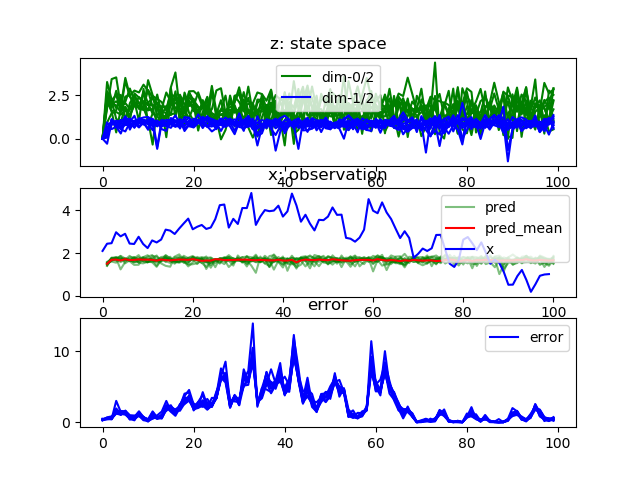 z: state space
dim-0/2
dim-1/2
2.5
0.0
0 20 40 60 80 100
x: observation
pred
pred_mean
x
4
2
0
0 20 40 60 80 100
error
error
10
0
0 20 40 60 80 100